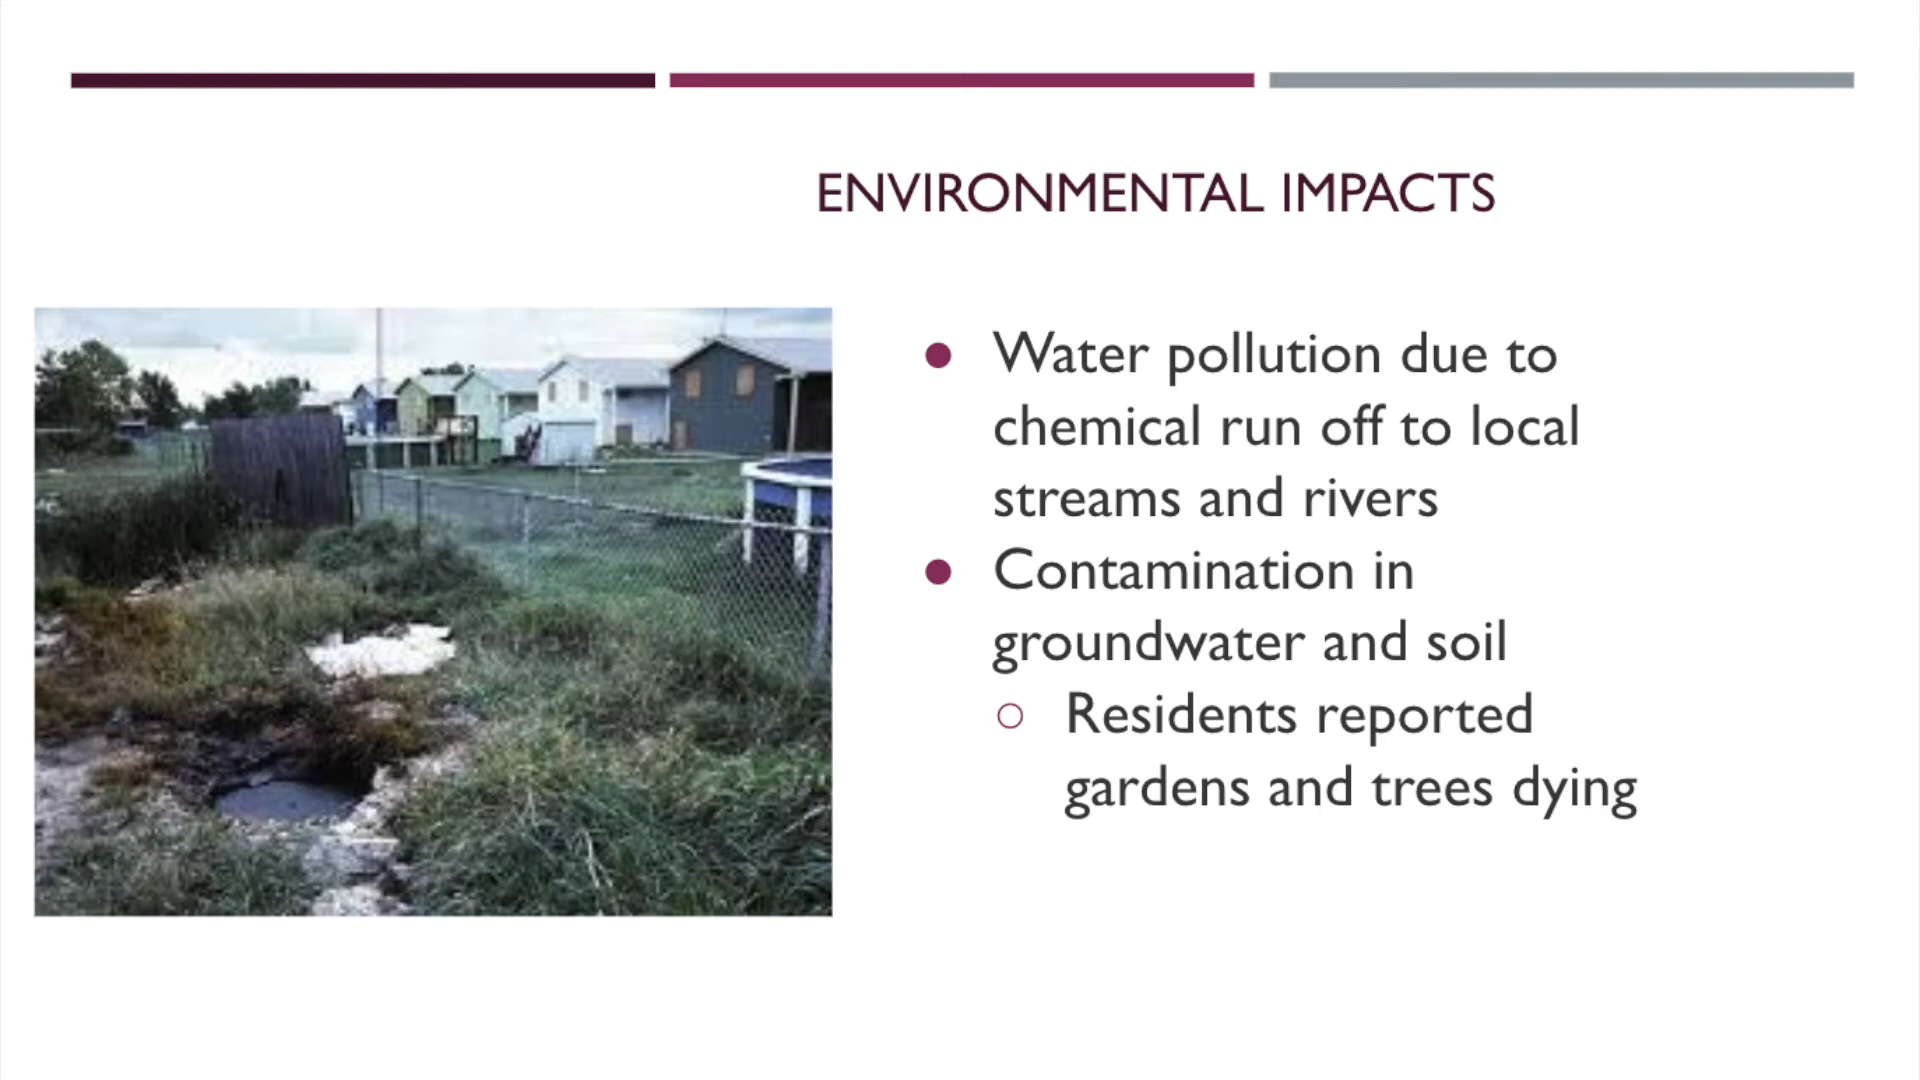 ENVIRONMENTAL IMPACTS
● Water pollution due to
chemical run off to local
streams and rivers
● Contamination in
groundwater and soil
○ Residents reported
gardens and trees dying